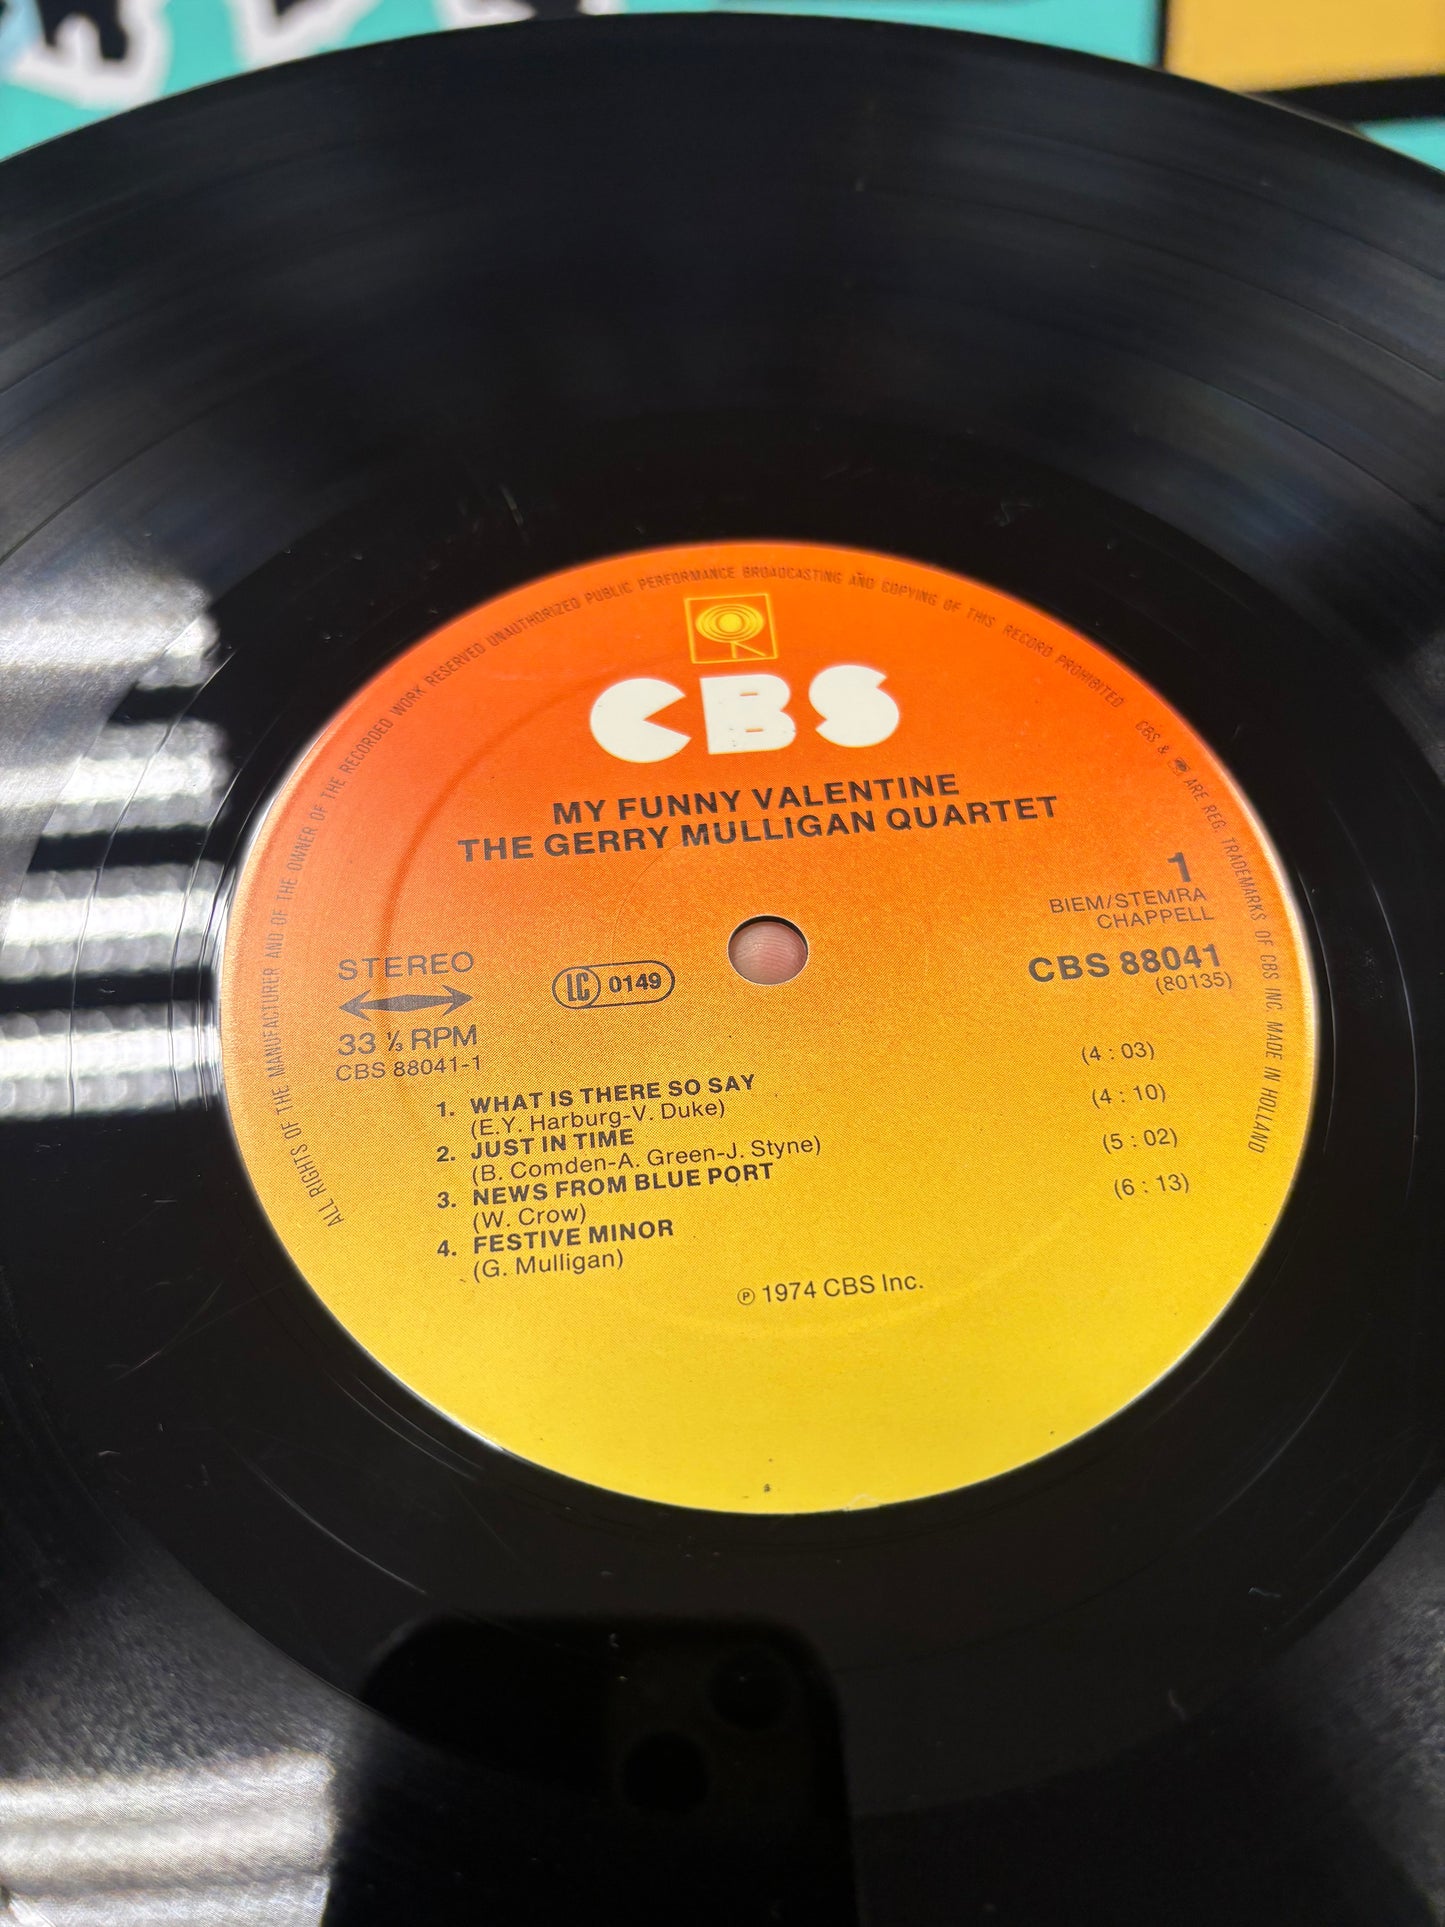 ALL RIGHTS OF THE MANUFACTURER AND OF THE OWNER OF THE RECORDED WORK RESERVED UNAUTHORIZED PUBLIC PERFORMANCE BROADCASTING AND COPYING OF THIS RECORD PROHIBITED
CBS & ARE REG. TRADEMARKS OF CBS INC. MADE IN HOLLAND
CBS
MY FUNNY VALENTINE
THE GERRY MULLIGAN QUARTET
1
BIEM/STEMRA
CHAPPELL
STEREO
LC 0149
CBS 88041
(80135)
33 ⅓ RPM
CBS 88041-1
1. WHAT IS THERE SO SAY (4 : 03)
(E.Y. Harburg-V. Duke)
2. JUST IN TIME (4 : 10)
(B. Comden-A. Green-J. Styne)
3. NEWS FROM BLUE PORT (5 : 02)
(W. Crow)
4. FESTIVE MINOR (6 : 13)
(G. Mulligan)
℗ 1974 CBS Inc.